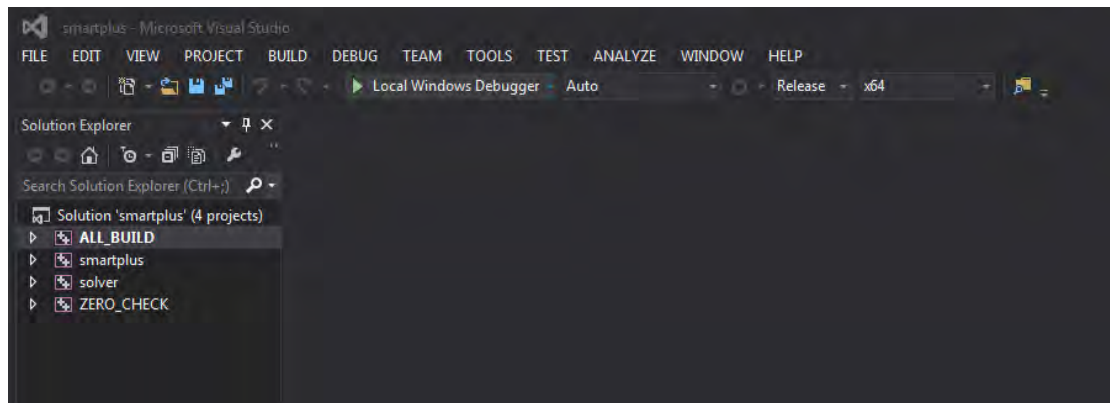 smartplus - Microsoft Visual Studio
FILE EDIT VIEW PROJECT BUILD DEBUG TEAM TOOLS TEST ANALYZE WINDOW HELP
Local Windows Debugger Auto Release x64
Solution Explorer
Search Solution Explorer (Ctrl+;)
Solution 'smartplus' (4 projects)
ALL_BUILD
smartplus
solver
ZERO_CHECK